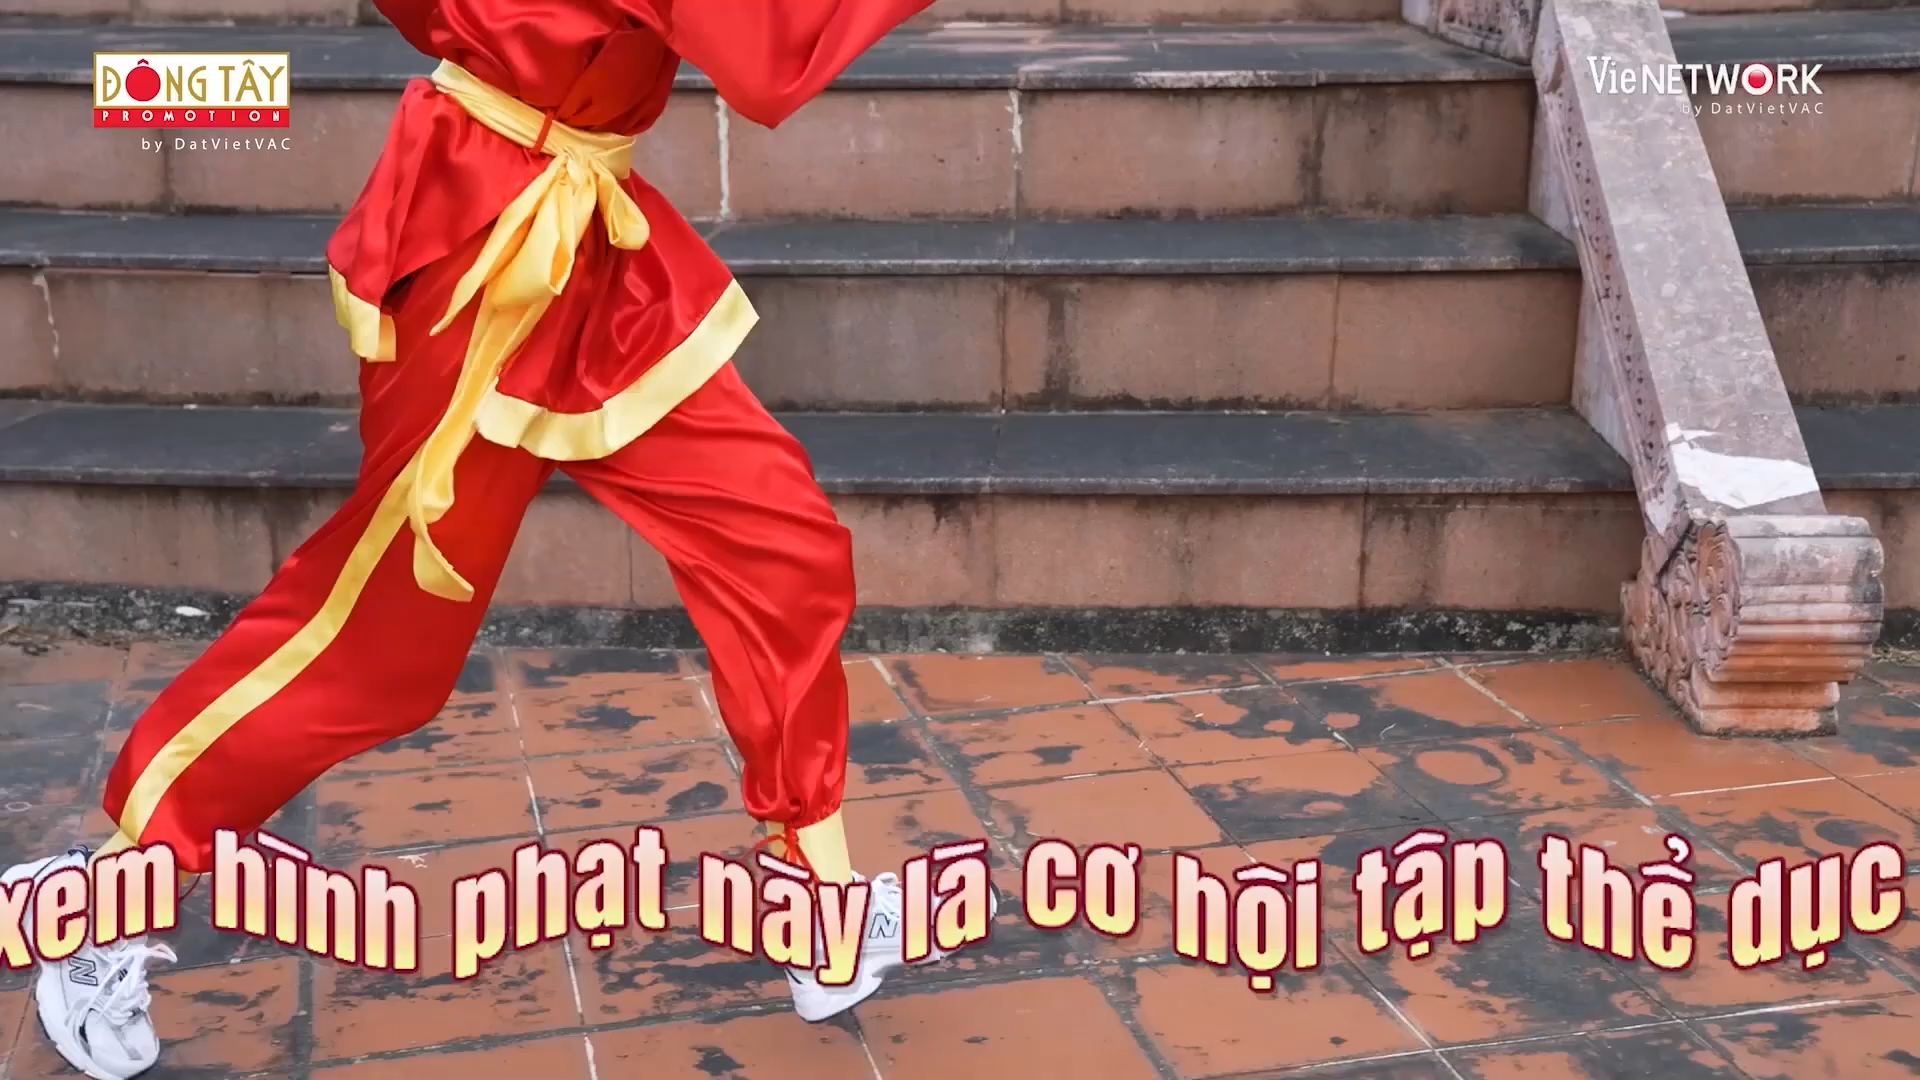 ĐÔNG TÂY
PROMOTION
by DatVietVAC
VieNETWORK
by DatVietVAC
xem hình phạt này là cơ hội tập thể dục
N
N